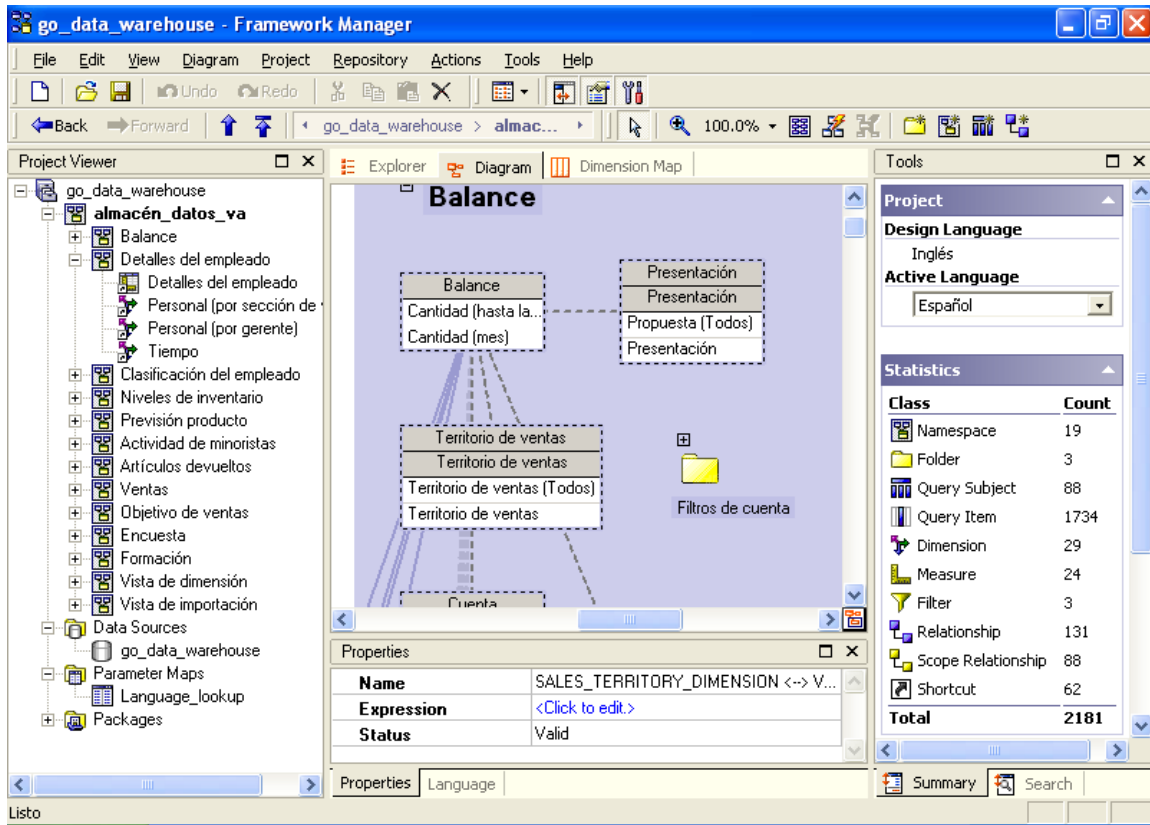 go_data_warehouse - Framework Manager
File Edit View Diagram Project Repository Actions Tools Help
Undo Redo
Back Forward go_data_warehouse > almac... 100.0%
Project Viewer
go_data_warehouse
almacén_datos_va
Balance
Detalles del empleado
Detalles del empleado
Personal (por sección de
Personal (por gerente)
Tiempo
Clasificación del empleado
Niveles de inventario
Previsión producto
Actividad de minoristas
Artículos devueltos
Ventas
Objetivo de ventas
Encuesta
Formación
Vista de dimensión
Vista de importación
Data Sources
go_data_warehouse
Parameter Maps
Language_lookup
Packages
Explorer Diagram Dimension Map
Balance
Balance
Cantidad (hasta la...
Cantidad (mes)
Presentación
Presentación
Propuesta (Todos)
Presentación
Territorio de ventas
Territorio de ventas
Territorio de ventas (Todos)
Territorio de ventas
Filtros de cuenta
Cuenta
Properties
Name SALES_TERRITORY_DIMENSION <--> V...
Expression <Click to edit.>
Status Valid
Properties Language
Tools
Project
Design Language
Inglés
Active Language
Español
Statistics
Class Count
Namespace 19
Folder 3
Query Subject 88
Query Item 1734
Dimension 29
Measure 24
Filter 3
Relationship 131
Scope Relationship 88
Shortcut 62
Total 2181
Summary Search
Listo